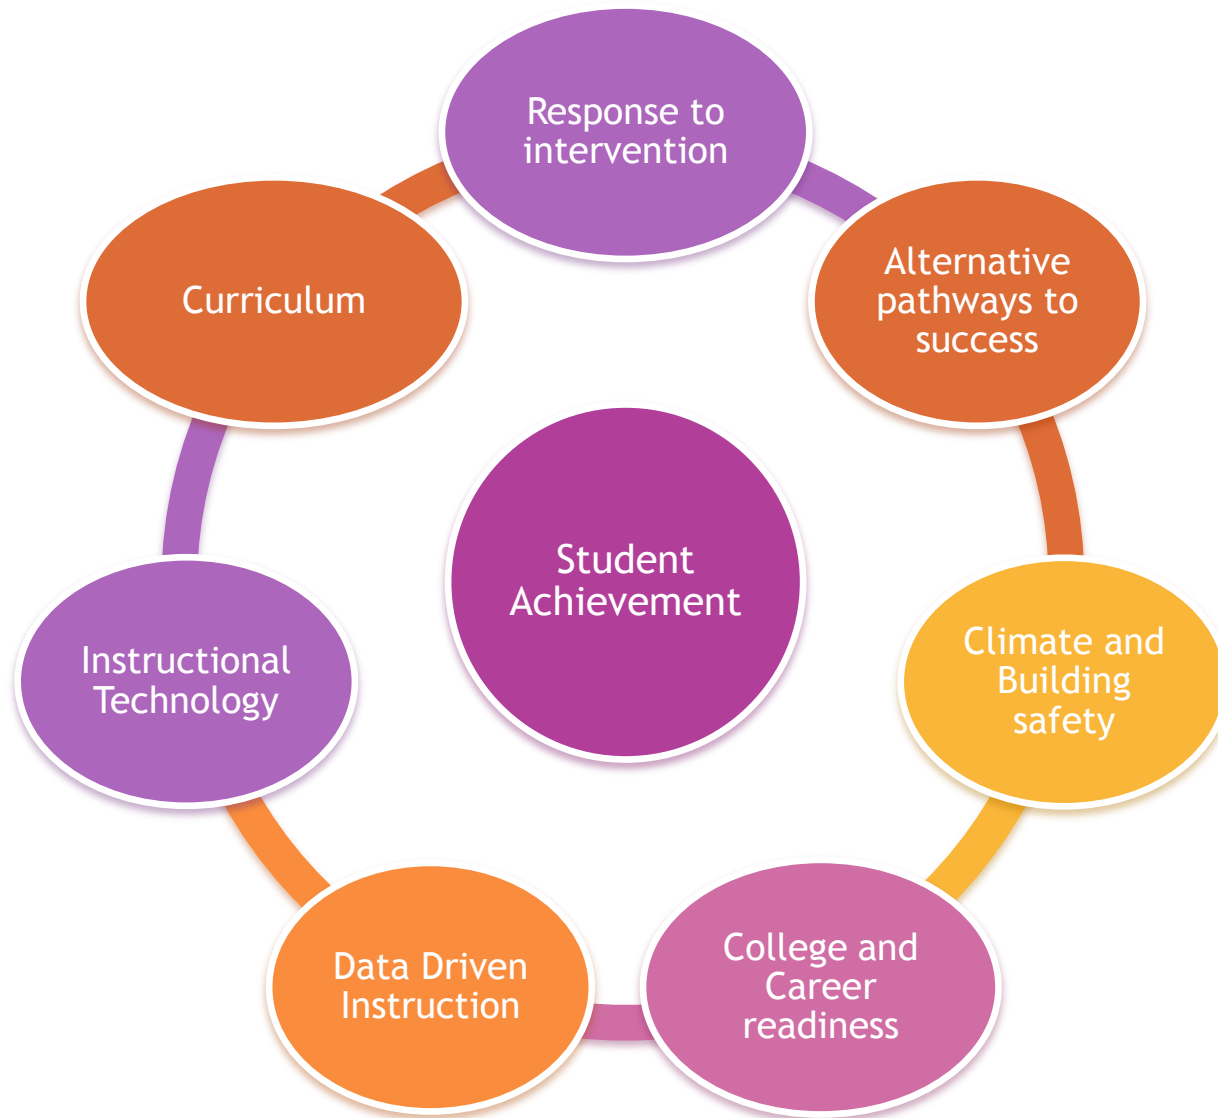 Response to
intervention
Alternative
pathways to
success
Climate and
Building
safety
College and
Career
readiness
Data Driven
Instruction
Instructional
Technology
Curriculum
Student
Achievement